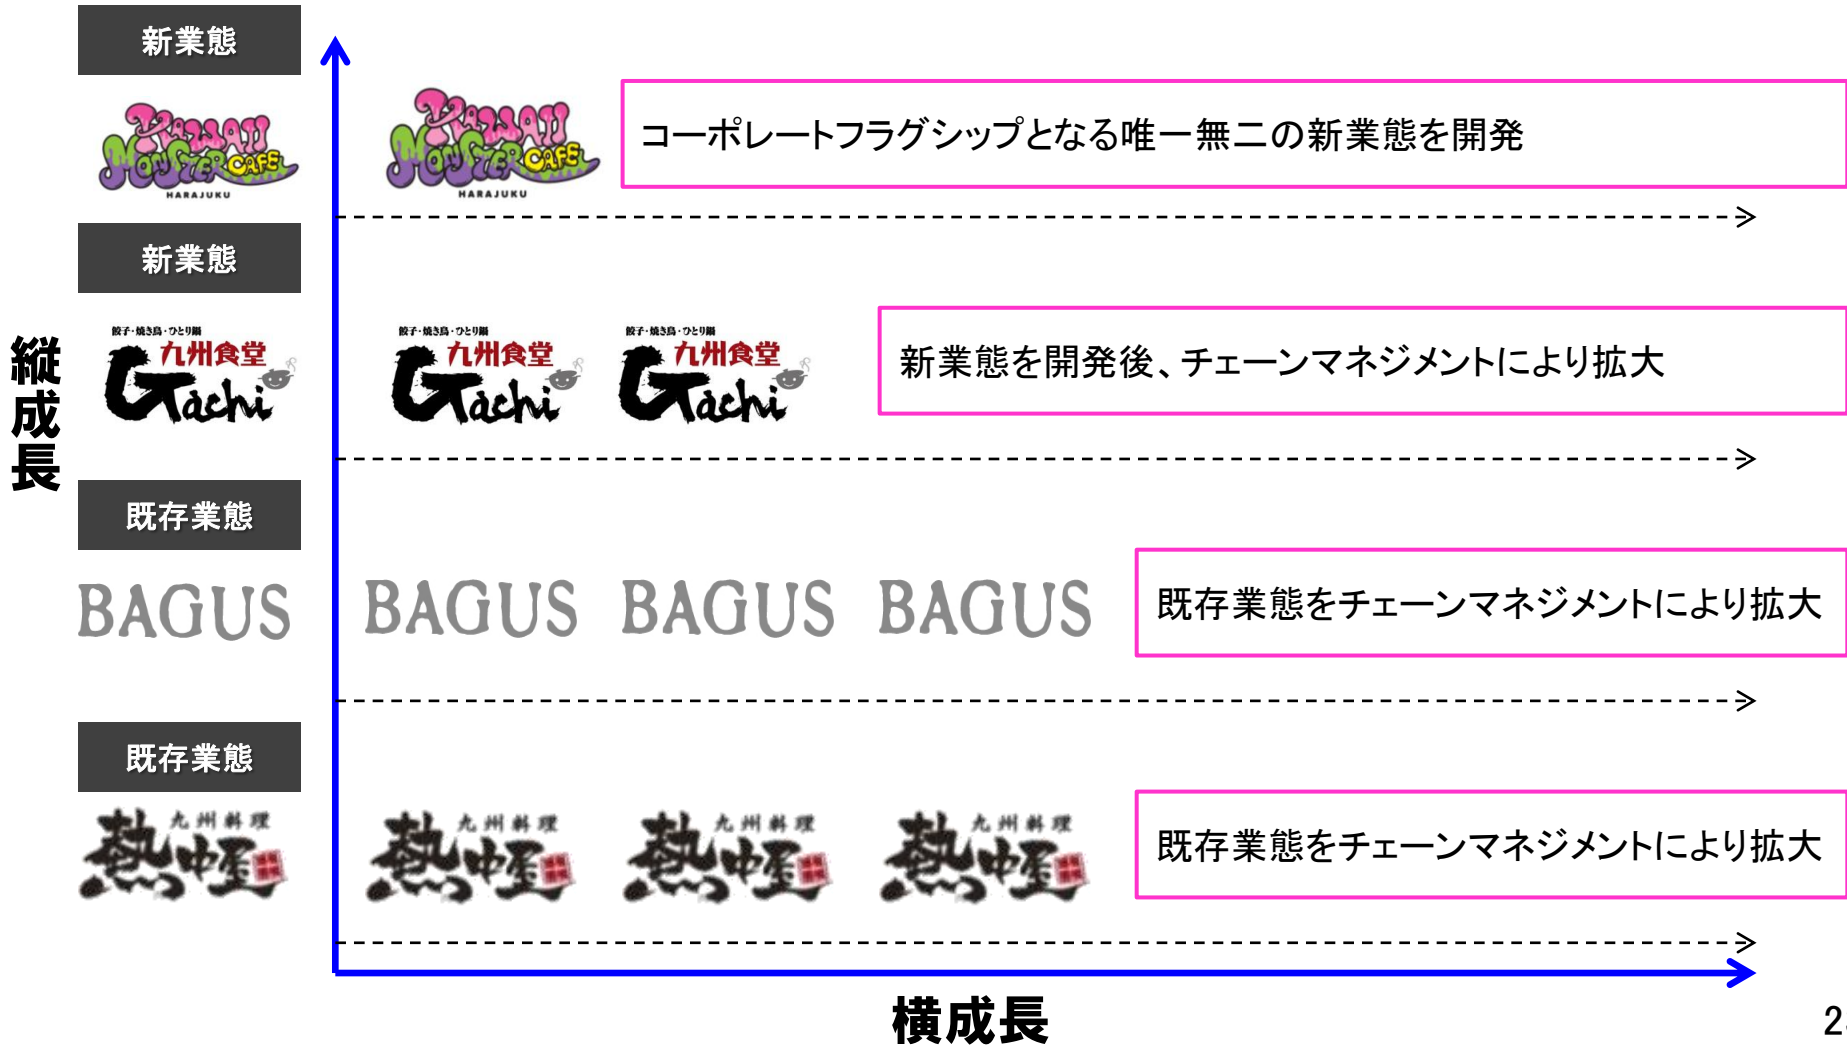 新業態
KAWAII
MONSTER CAFE
HARAJUKU
KAWAII
MONSTER CAFE
HARAJUKU
コーポレートフラグシップとなる唯一無二の新業態を開発
新業態
餃子・焼き鳥・ひとり鍋
九州食堂
Gachi
餃子・焼き鳥・ひとり鍋
九州食堂
Gachi
餃子・焼き鳥・ひとり鍋
九州食堂
Gachi
新業態を開発後、チェーンマネジメントにより拡大
縦成長
既存業態
BAGUS
BAGUS BAGUS BAGUS
既存業態をチェーンマネジメントにより拡大
既存業態
九州料理
熱中屋
九州料理
熱中屋
九州料理
熱中屋
九州料理
熱中屋
既存業態をチェーンマネジメントにより拡大
横成長
2